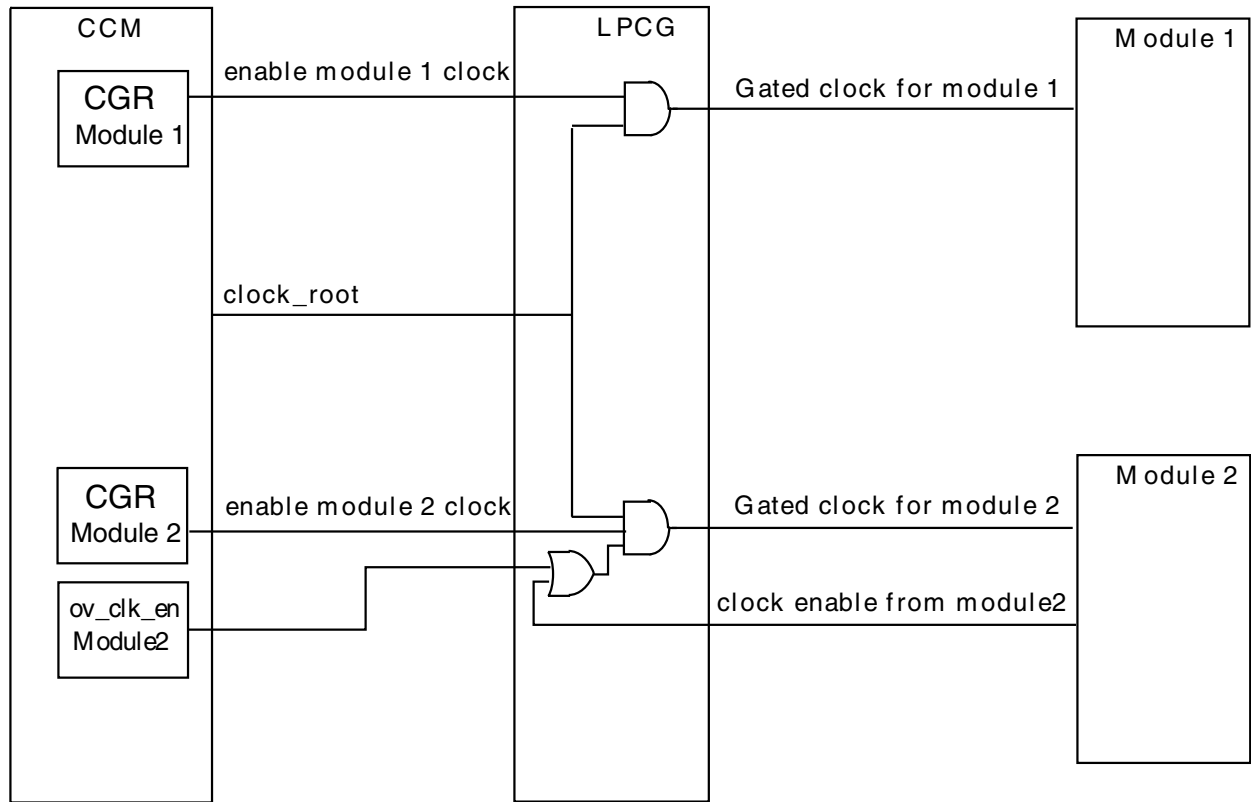 CCM
LPCG
Module 1
CGR
Module 1
enable module 1 clock
Gated clock for module 1
clock_root
CGR
Module 2
enable module 2 clock
Gated clock for module 2
Module 2
ov_clk_en
Module2
clock enable from module2